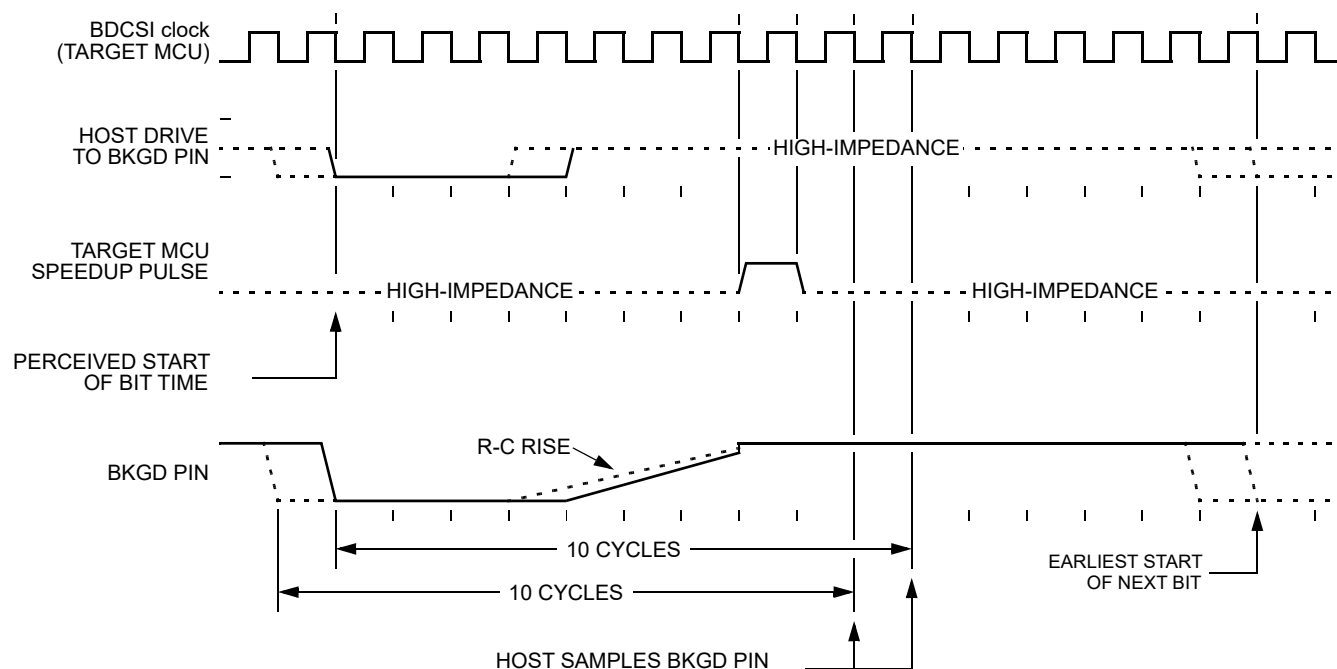 BDCSI clock
(TARGET MCU)
HOST DRIVE
TO BKGD PIN
HIGH-IMPEDANCE
TARGET MCU
SPEEDUP PULSE
HIGH-IMPEDANCE
HIGH-IMPEDANCE
PERCEIVED START
OF BIT TIME
R-C RISE
BKGD PIN
10 CYCLES
EARLIEST START
OF NEXT BIT
10 CYCLES
HOST SAMPLES BKGD PIN